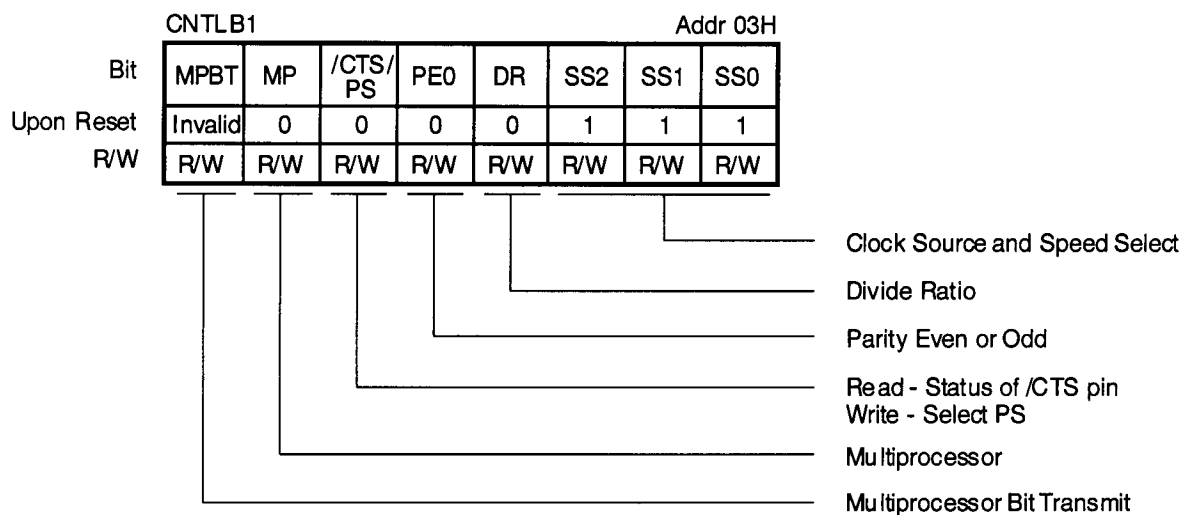 CNTLB1 Addr 03H
Bit MPBT MP /CTS/ PS PE0 DR SS2 SS1 SS0
Upon Reset Invalid 0 0 0 0 1 1 1
R/W R/W R/W R/W R/W R/W R/W R/W R/W
Clock Source and Speed Select
Divide Ratio
Parity Even or Odd
Read - Status of /CTS pin
Write - Select PS
Multiprocessor
Multiprocessor Bit Transmit